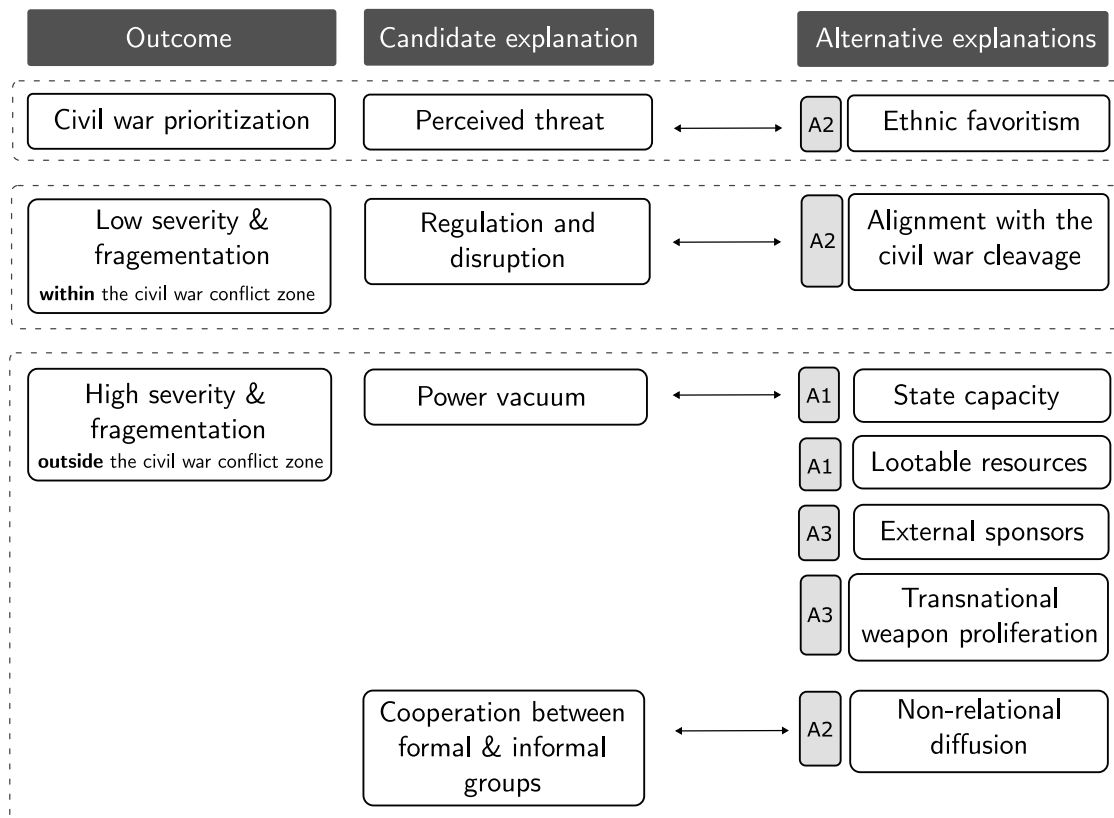 Outcome
Candidate explanation
Alternative explanations
Civil war prioritization
Perceived threat
A2
Ethnic favoritism
Low severity &
fragementation
within the civil war conflict zone
Regulation and
disruption
A2
Alignment with the
civil war cleavage
High severity &
fragementation
outside the civil war conflict zone
Power vacuum
A1
State capacity
A1
Lootable resources
A3
External sponsors
A3
Transnational
weapon proliferation
Cooperation between
formal & informal
groups
A2
Non-relational
diffusion